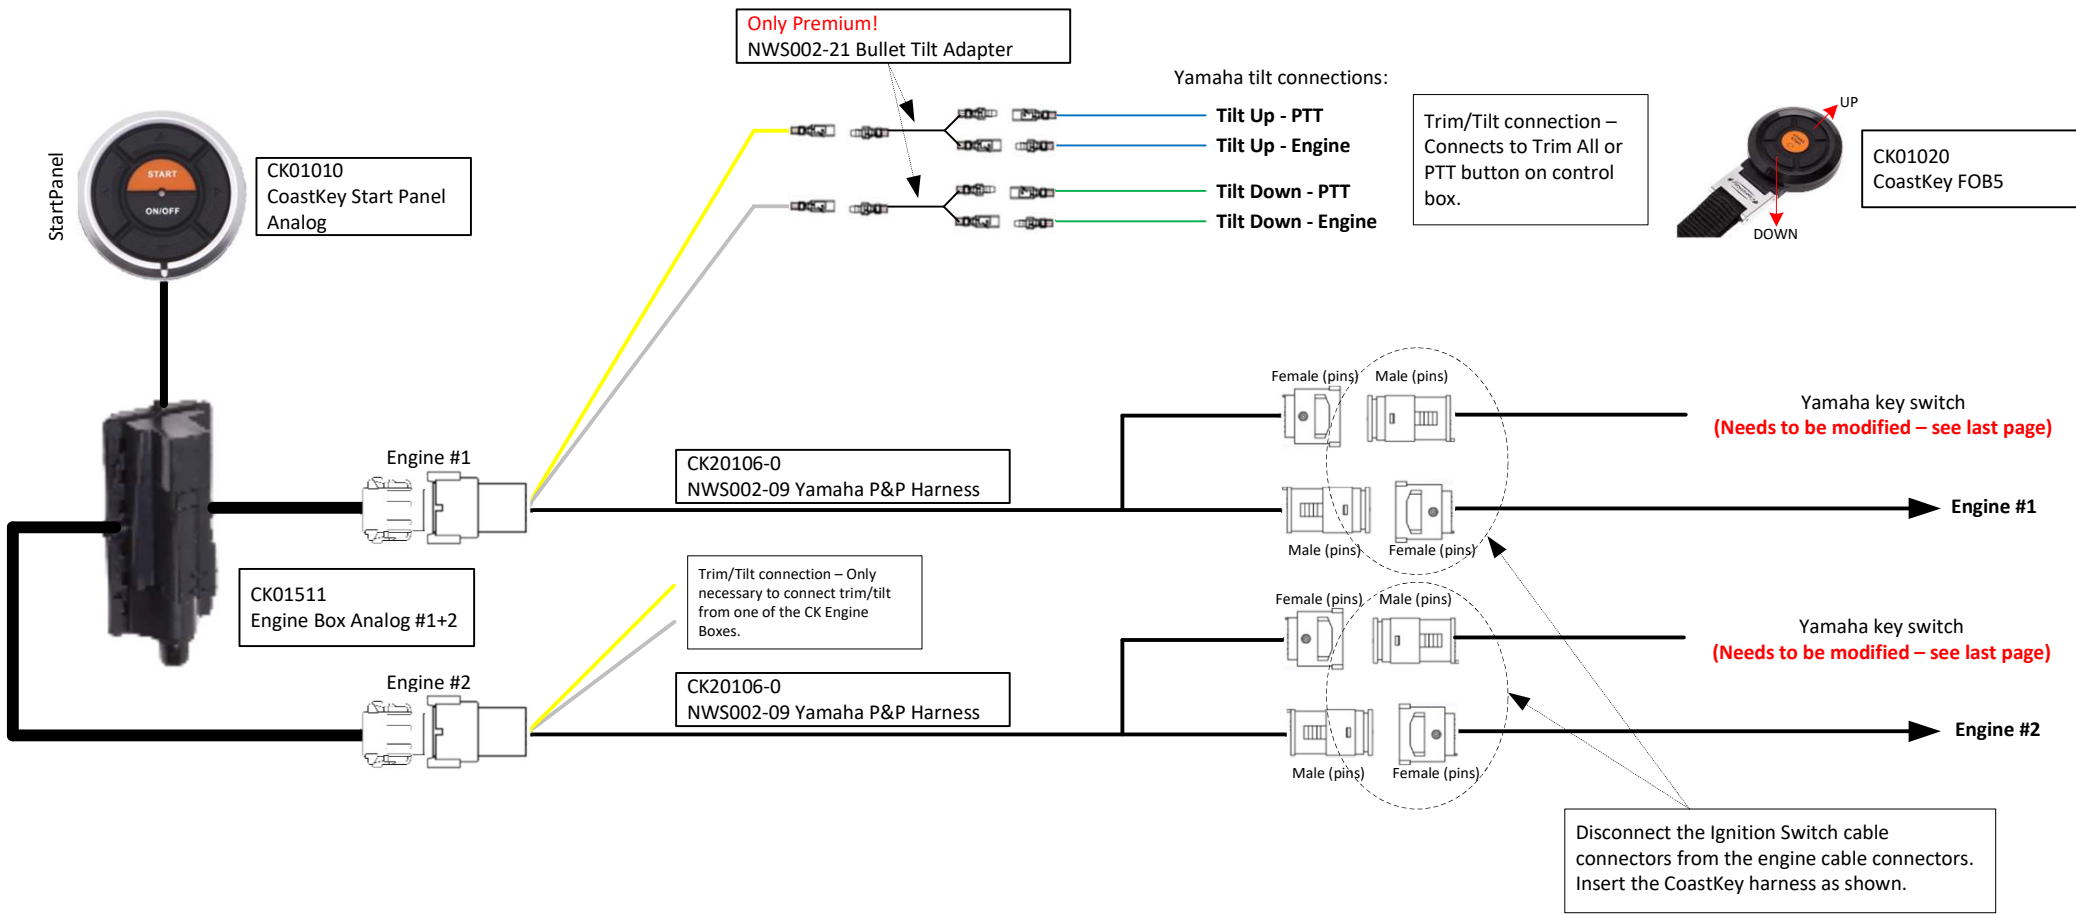 Only Premium!
NWS002-21 Bullet Tilt Adapter
Yamaha tilt connections:
Tilt Up - PTT
Tilt Up - Engine
Tilt Down - PTT
Tilt Down - Engine
Trim/Tilt connection –
Connects to Trim All or
PTT button on control
box.
UP
DOWN
CK01020
CoastKey FOB5
StartPanel
START
ON/OFF
CK01010
CoastKey Start Panel
Analog
Engine #1
CK20106-0
NWS002-09 Yamaha P&P Harness
Female (pins)
Male (pins)
Yamaha key switch
(Needs to be modified – see last page)
Engine #1
Male (pins)
Female (pins)
CK01511
Engine Box Analog #1+2
Trim/Tilt connection – Only
necessary to connect trim/tilt
from one of the CK Engine
Boxes.
Engine #2
CK20106-0
NWS002-09 Yamaha P&P Harness
Female (pins)
Male (pins)
Yamaha key switch
(Needs to be modified – see last page)
Engine #2
Male (pins)
Female (pins)
Disconnect the Ignition Switch cable
connectors from the engine cable connectors.
Insert the CoastKey harness as shown.